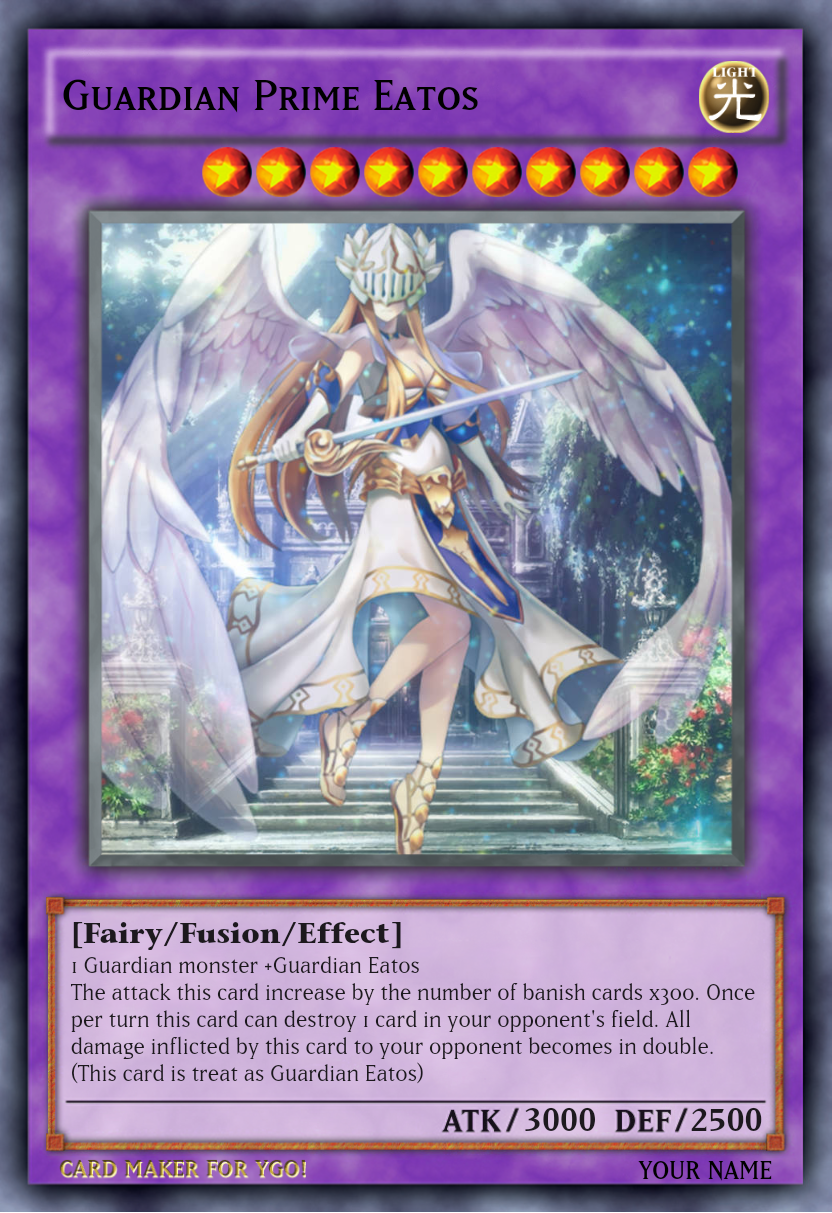 Guardian Prime Eatos
LIGHT
光
[Fairy/Fusion/Effect]
1 Guardian monster +Guardian Eatos
The attack this card increase by the number of banish cards x300. Once
per turn this card can destroy 1 card in your opponent's field. All
damage inflicted by this card to your opponent becomes in double.
(This card is treat as Guardian Eatos)
ATK/3000 DEF/2500
CARD MAKER FOR YGO! YOUR NAME